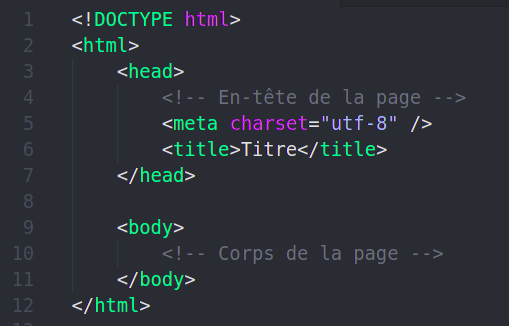 1 <!DOCTYPE html>
2 <html>
3 <head>
4 <!-- En-tête de la page -->
5 <meta charset="utf-8" />
6 <title>Titre</title>
7 </head>
8
9 <body>
10 <!-- Corps de la page -->
11 </body>
12 </html>